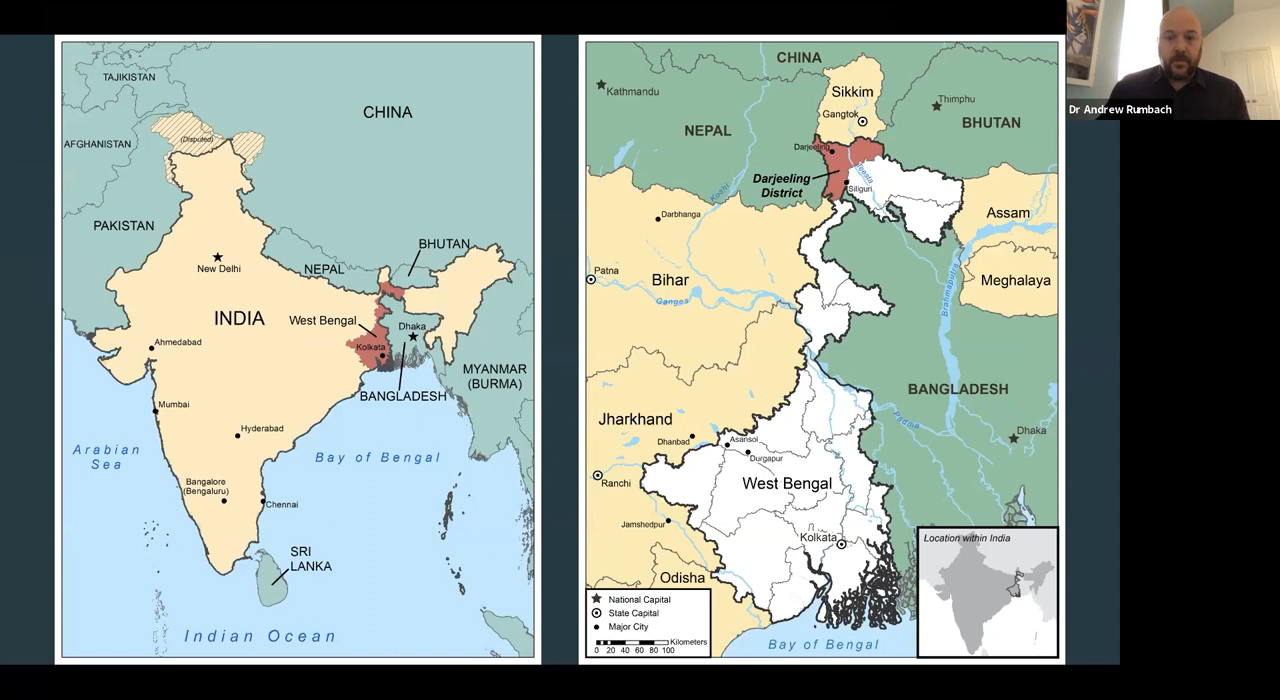 TAJIKISTAN
CHINA
(Disputed)
AFGHANISTAN
PAKISTAN
BHUTAN
New Delhi
NEPAL
INDIA
West Bengal
Dhaka
Ahmedabad
Kolkata
MYANMAR
(BURMA)
BANGLADESH
Mumbai
Hyderabad
Arabian
Sea
Bay of Bengal
Bangalore
(Bengaluru)
Chennai
SRI
LANKA
Indian Ocean
CHINA
Kathmandu
Sikkim
Thimphu
Gangtok
NEPAL
BHUTAN
Darjeeling
Darjeeling
District
Teesta
Siliguri
Koshi
Darbhanga
Assam
Patna
Bihar
Meghalaya
Ganges
Brahmaputra
BANGLADESH
Jharkhand
Padma
Dhaka
Dhanbad
Asansol
Durgapur
Ranchi
West Bengal
Jamshedpur
Kolkata
Odisha
Location within India
National Capital
State Capital
Major City
Kilometers
0 20 40 60 80 100
Bay of Bengal
Dr Andrew Rumbach